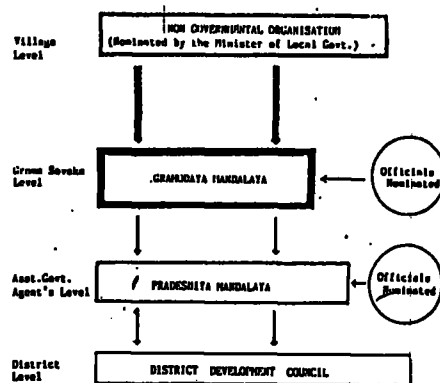 Village
Level
NON GOVERNMENTAL ORGANISATION
(Nominated by the Minister of Local Govt.)
Grama Sevaka
Level
GRAMODAYA MANDALAYA
Officials
Nominated
Asst.Govt.
Agent's Level
PRADESHIYA MANDALAYA
Officials
Nominated
District
Level
DISTRICT DEVELOPMENT COUNCIL